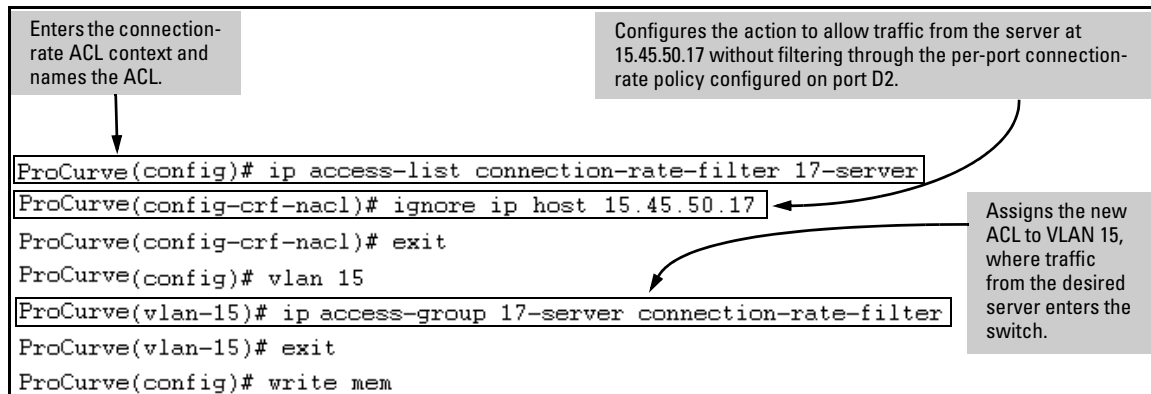 Enters the connection-
rate ACL context and
names the ACL.
Configures the action to allow traffic from the server at
15.45.50.17 without filtering through the per-port connection-
rate policy configured on port D2.
ProCurve(config)# ip access-list connection-rate-filter 17-server
ProCurve(config-crf-nacl)# ignore ip host 15.45.50.17
ProCurve(config-crf-nacl)# exit
ProCurve(config)# vlan 15
ProCurve(vlan-15)# ip access-group 17-server connection-rate-filter
ProCurve(vlan-15)# exit
ProCurve(config)# write mem
Assigns the new
ACL to VLAN 15,
where traffic
from the desired
server enters the
switch.